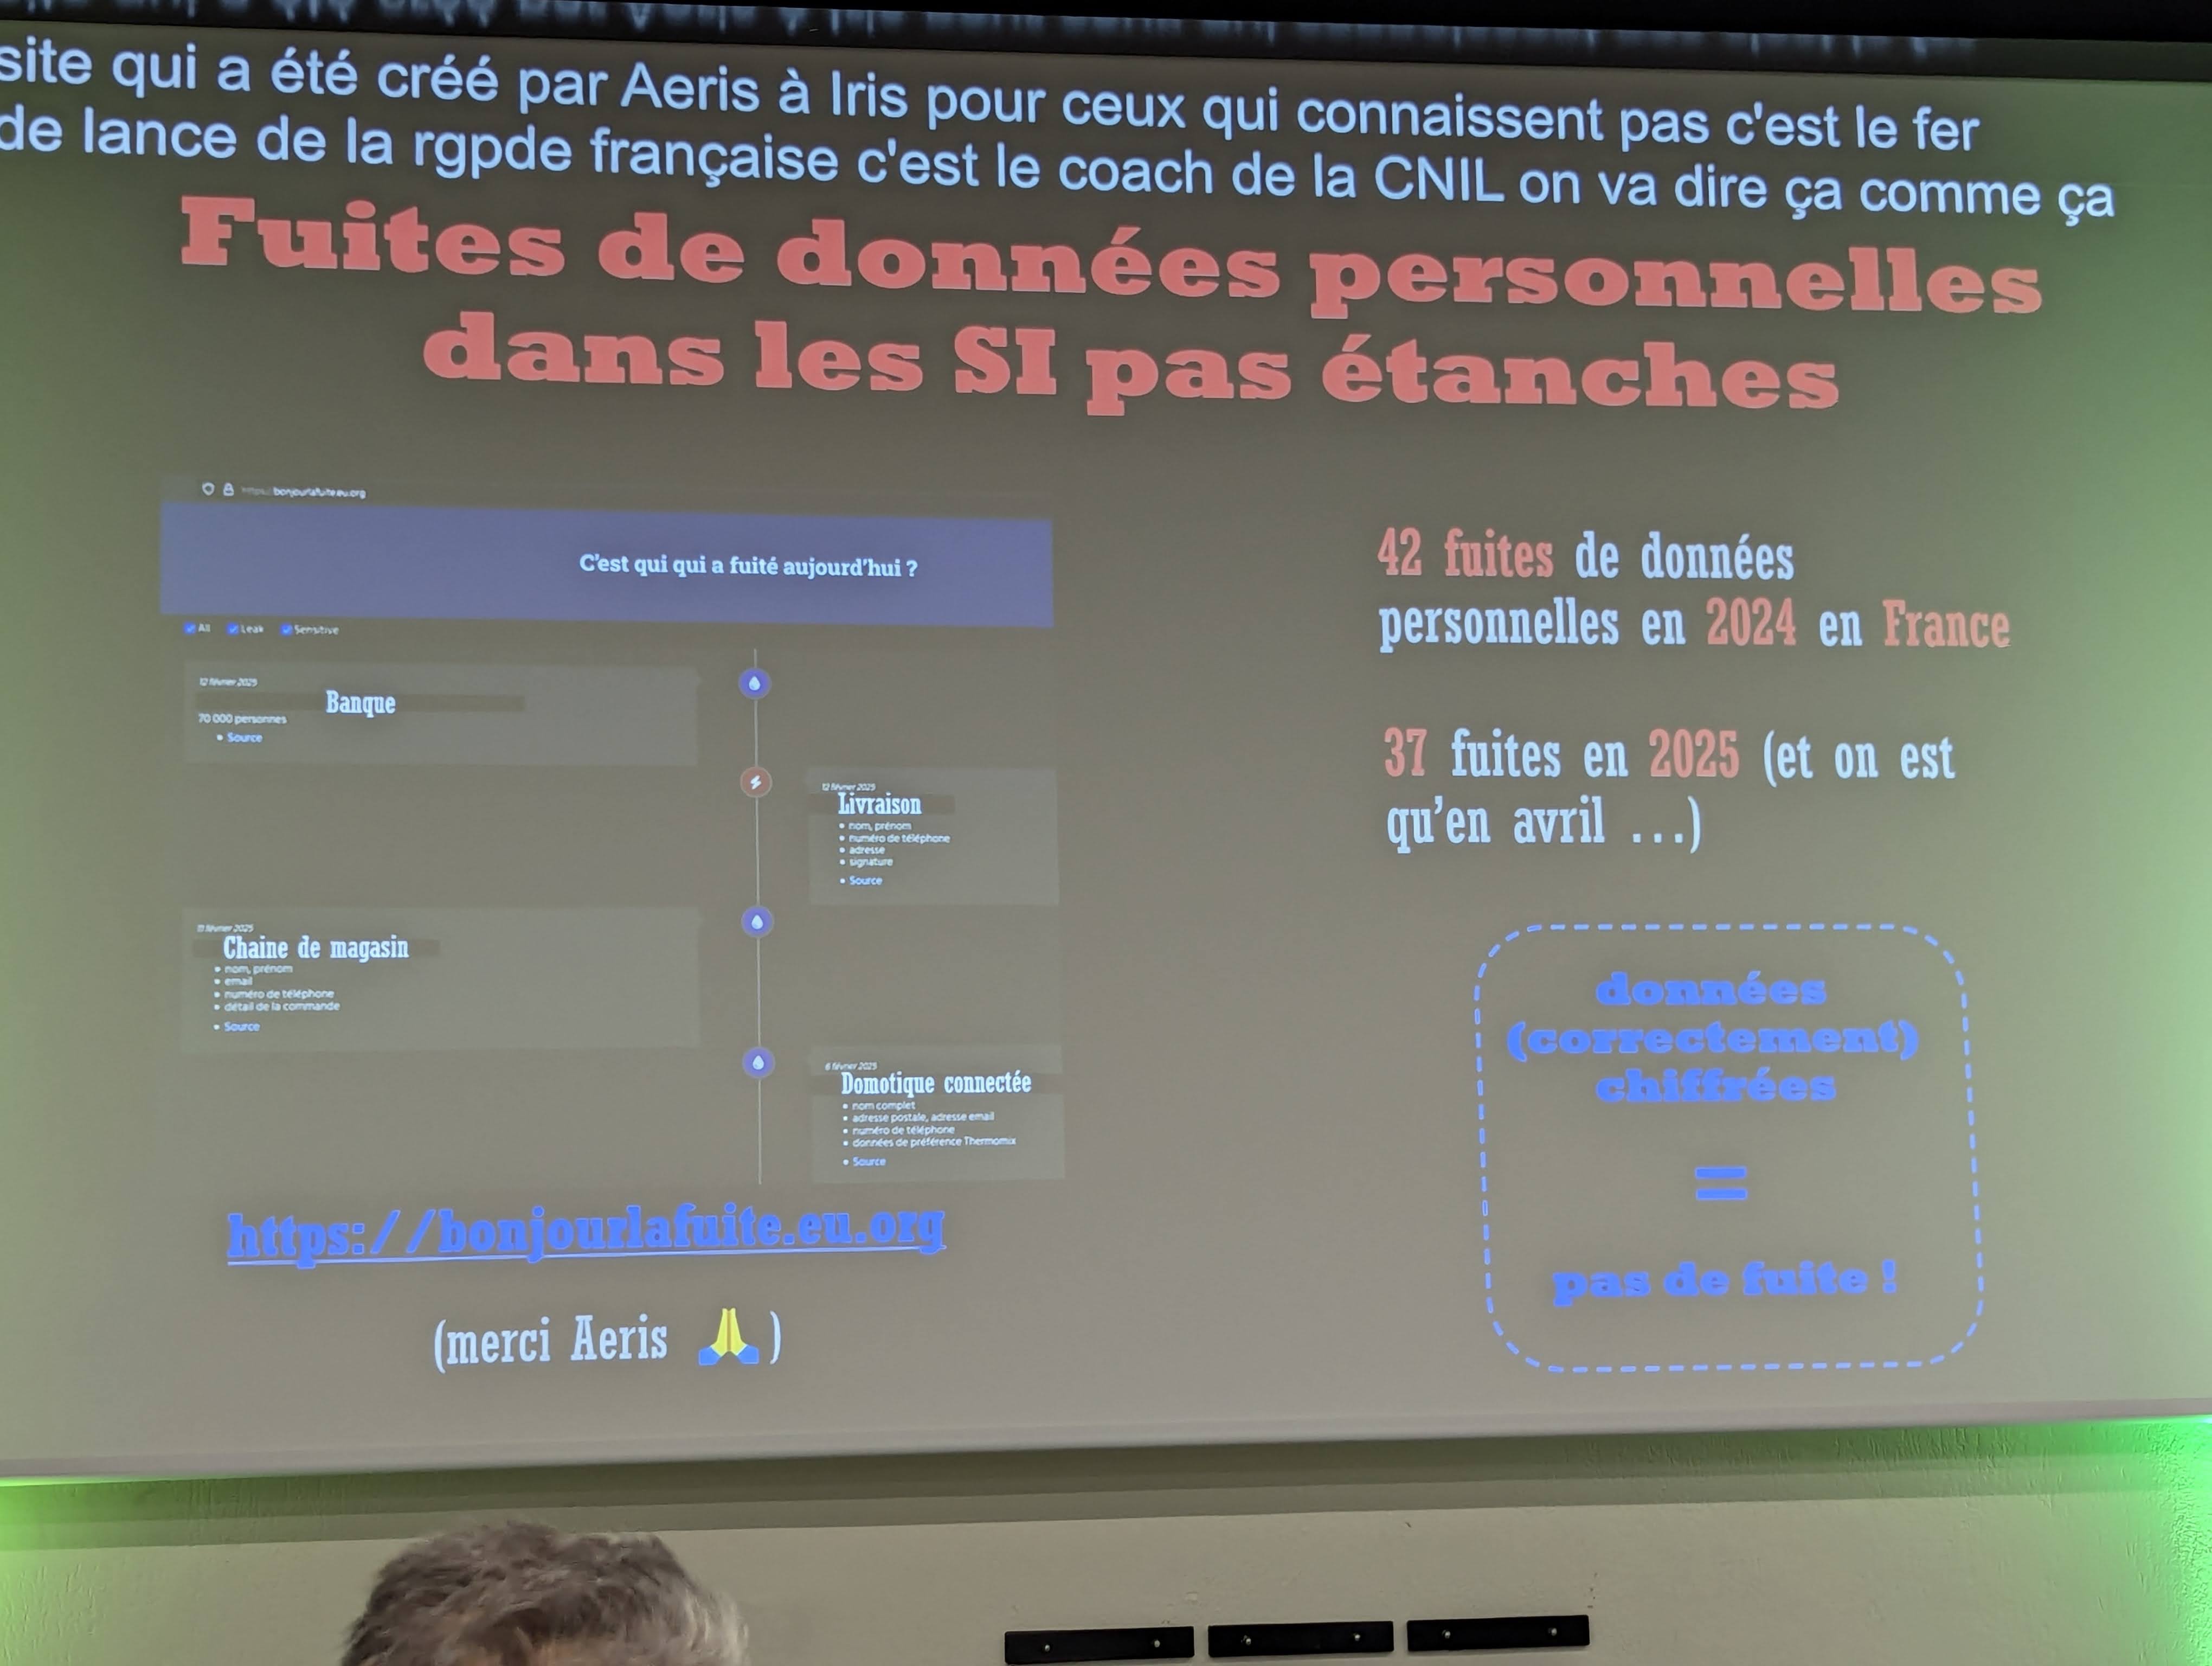 site qui a été créé par Aeris à Iris pour ceux qui connaissent pas c'est le fer
de lance de la rgpde française c'est le coach de la CNIL on va dire ça comme ça
Fuites de données personnelles
dans les SI pas étanches
https://bonjourlafuite.eu.org
C'est qui qui a fuité aujourd'hui ?
All Leak Sensitive
12 février 2025
Banque
70 000 personnes
• Source
12 février 2025
Livraison
• nom, prénom
• numéro de téléphone
• adresse
• signature
• Source
11 février 2025
Chaine de magasin
• nom, prénom
• email
• numéro de téléphone
• détail de la commande
• Source
6 février 2025
Domotique connectée
• nom complet
• adresse postale, adresse email
• numéro de téléphone
• données de préférence Thermomix
• Source
https://bonjourlafuite.eu.org
(merci Aeris 🙏)
42 fuites de données
personnelles en 2024 en France
37 fuites en 2025 (et on est
qu'en avril ...)
données
(correctement)
chiffrées
=
pas de fuite !